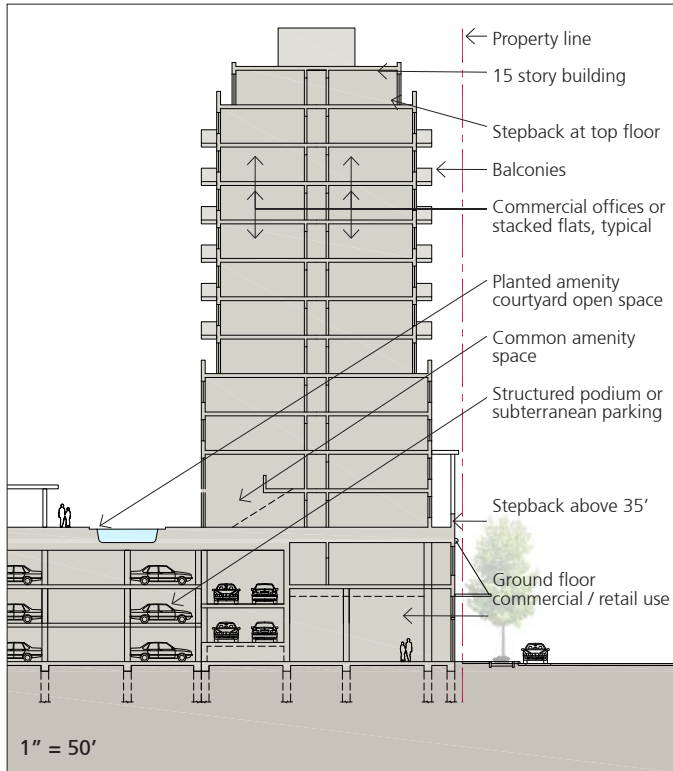 Property line
15 story building
Stepback at top floor
Balconies
Commercial offices or
stacked flats, typical
Planted amenity
courtyard open space
Common amenity
space
Structured podium or
subterranean parking
Stepback above 35’
Ground floor
commercial / retail use
1” = 50’